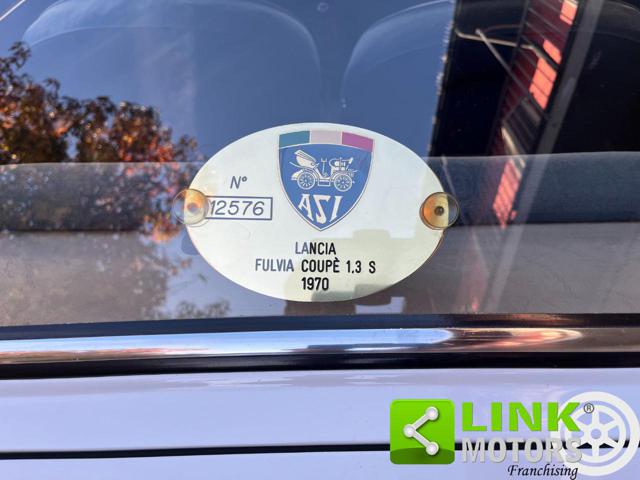 ASI
N° 12576
LANCIA
FULVIA COUPÈ 1.3 S
1970
LINK®
MOTORS
Franchising